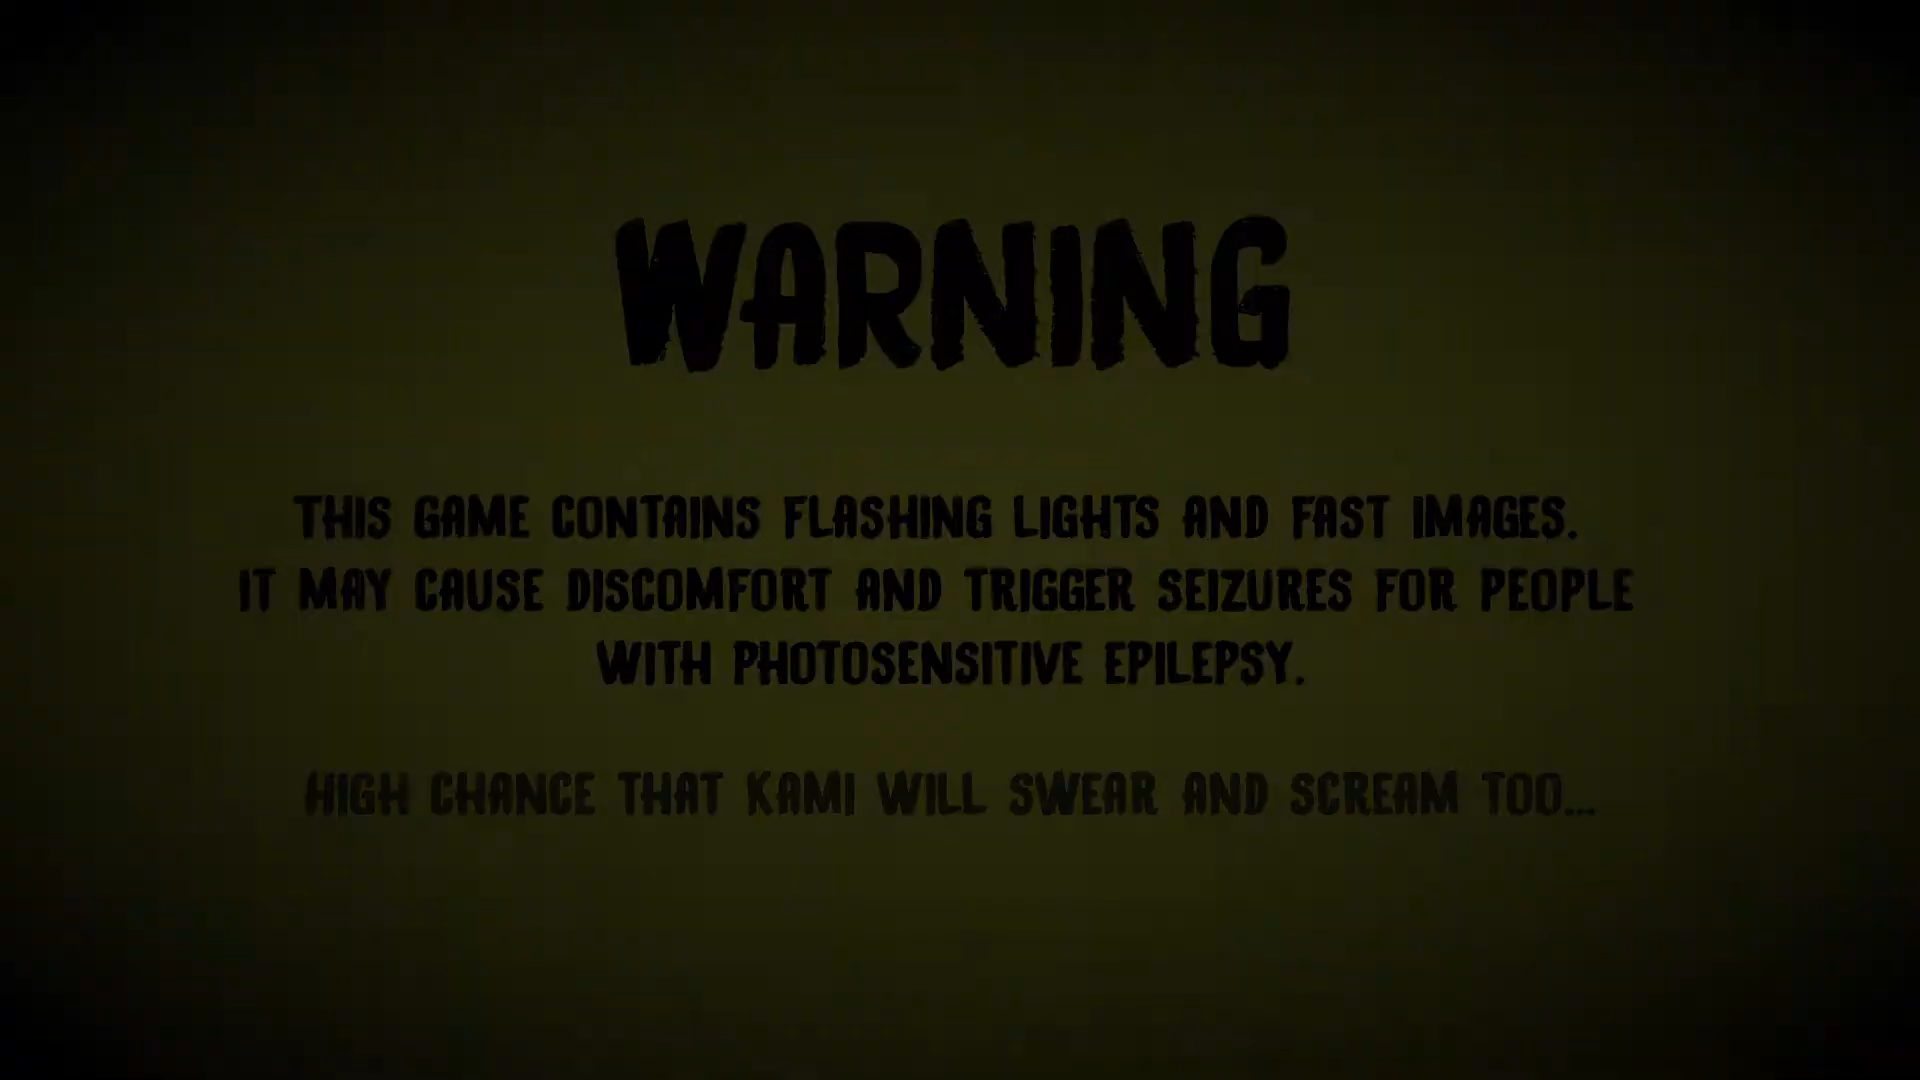 WARNING
THIS GAME CONTAINS FLASHING LIGHTS AND FAST IMAGES.
IT MAY CAUSE DISCOMFORT AND TRIGGER SEIZURES FOR PEOPLE
WITH PHOTOSENSITIVE EPILEPSY.
HIGH CHANCE THAT KAMI WILL SWEAR AND SCREAM TOO...